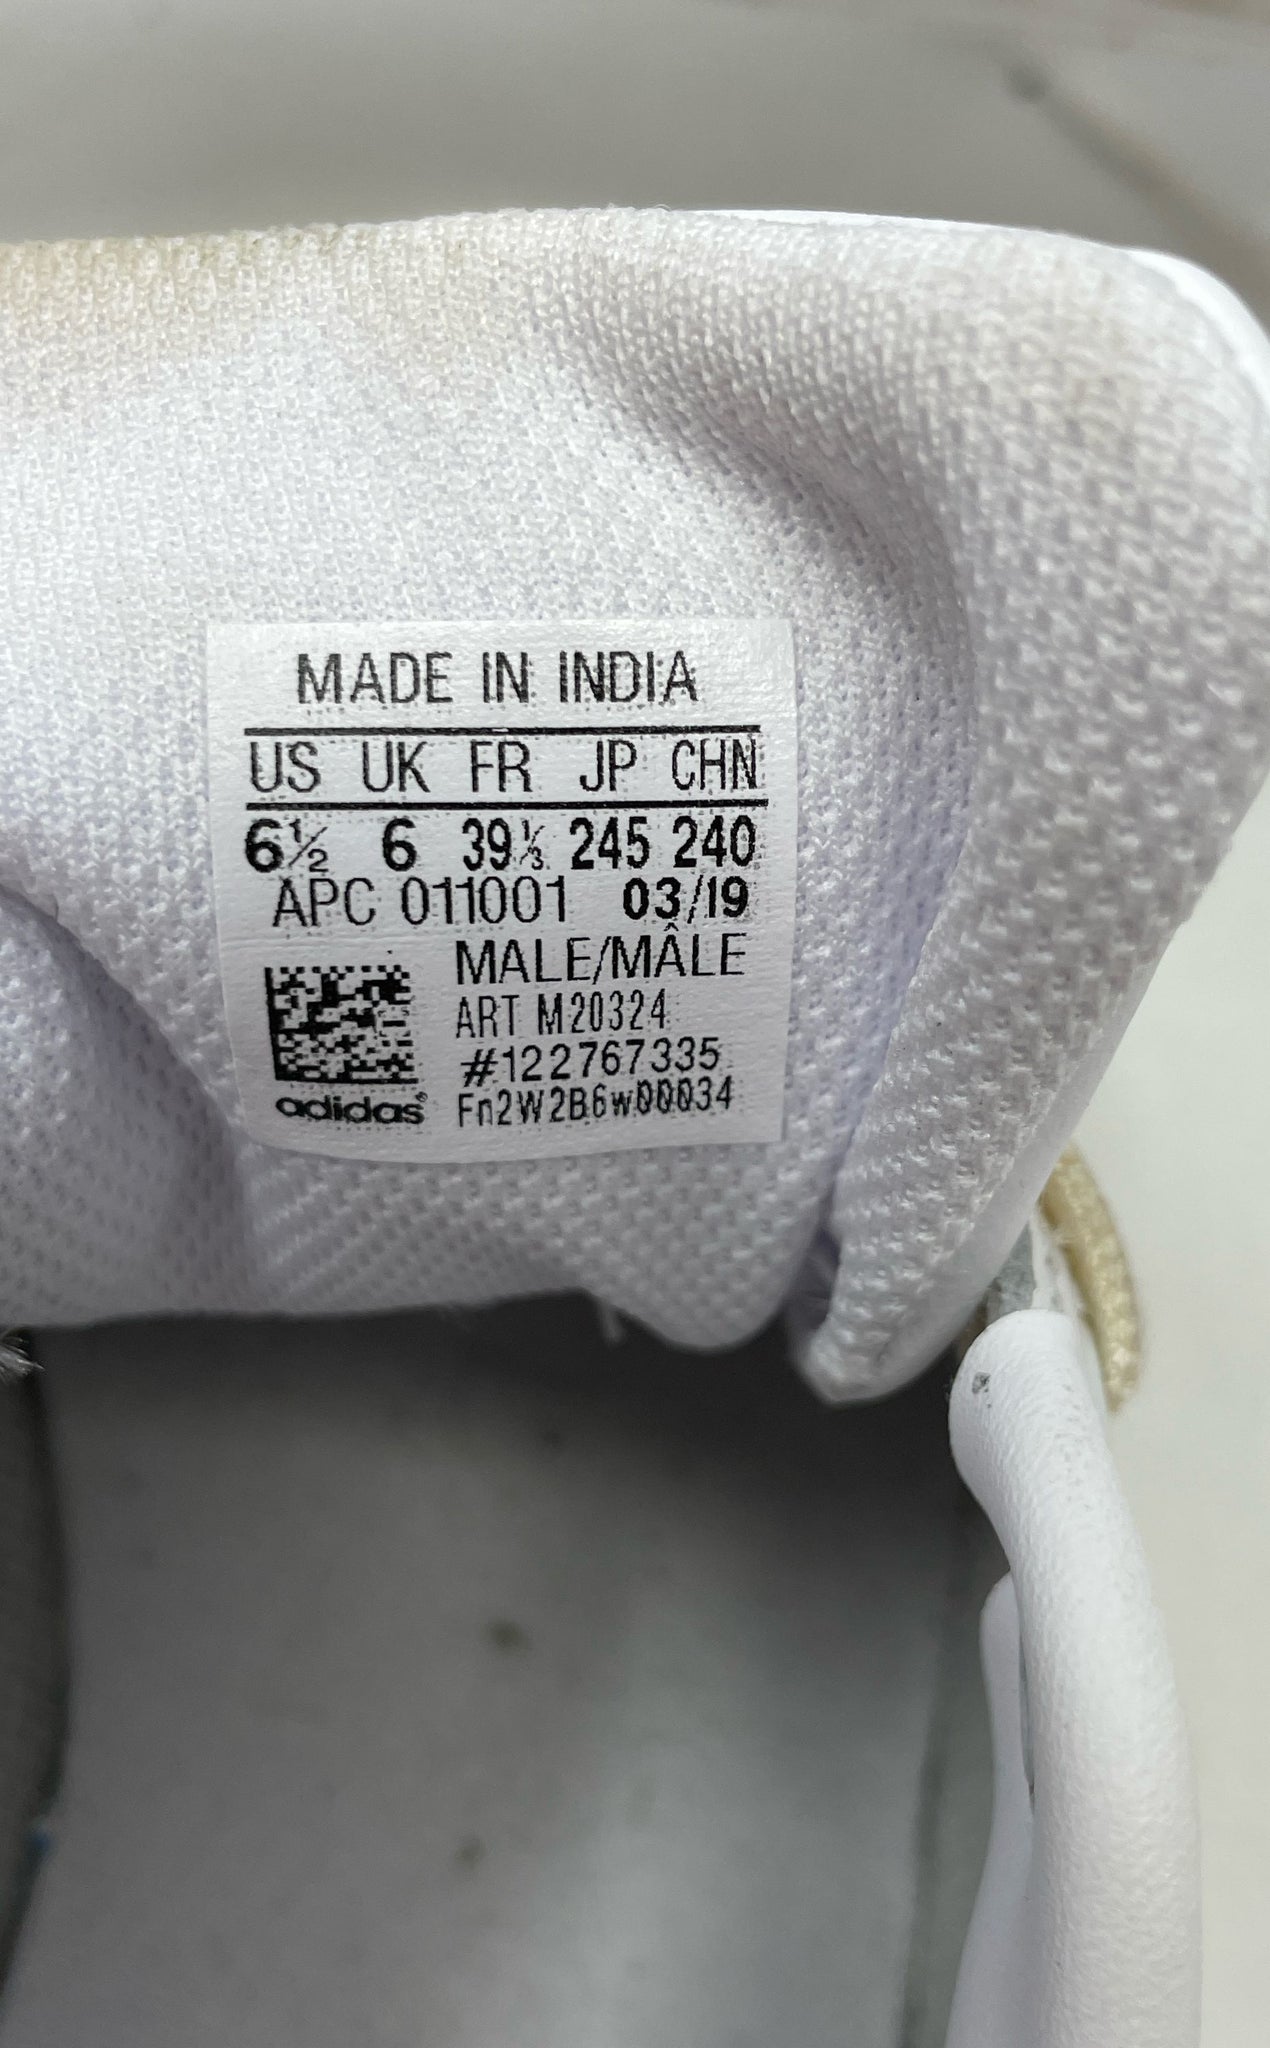 MADE IN INDIA
US UK FR JP CHN
6½ 6 39⅓ 245 240
APC 011001 03/19
MALE/MÂLE
ART M20324
#122767335
adidas® Fn2W2B6w00034